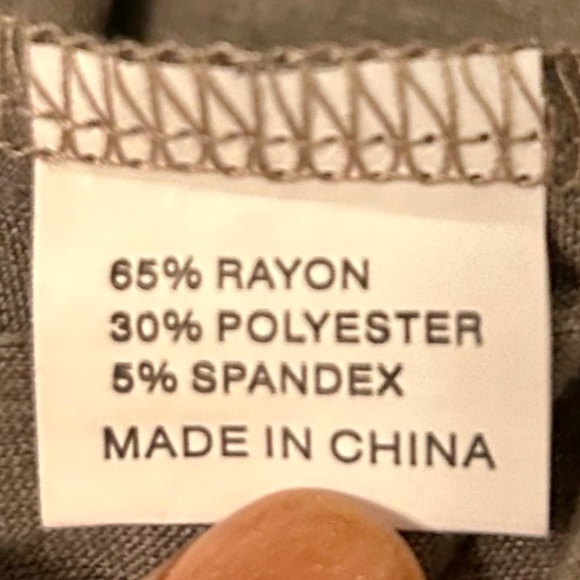 65% RAYON
30% POLYESTER
5% SPANDEX
MADE IN CHINA